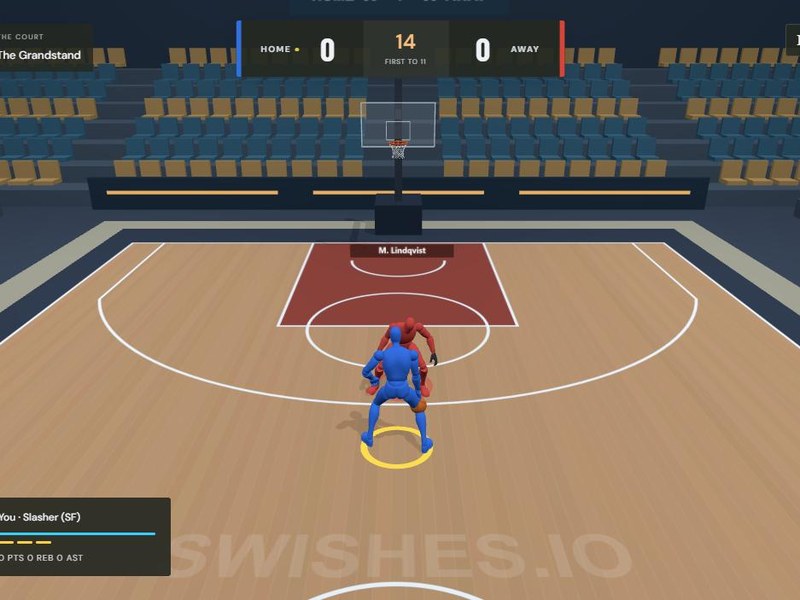 THE COURT
The Grandstand
HOME
0
14
FIRST TO 11
0
AWAY
M. Lindqvist
You · Slasher (SF)
0 PTS 0 REB 0 AST
SWISHES.IO